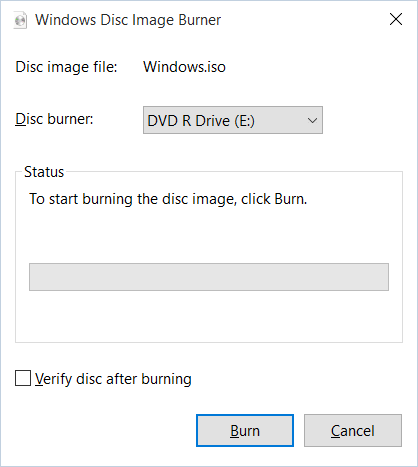 Windows Disc Image Burner
Disc image file: Windows.iso
Disc burner: DVD R Drive (E:)
Status
To start burning the disc image, click Burn.
Verify disc after burning
Burn Cancel